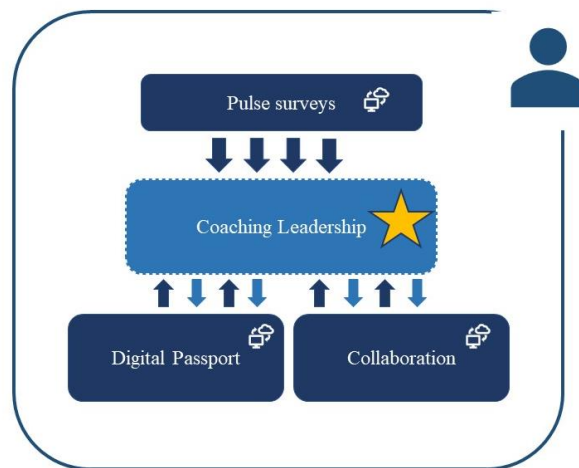 Pulse surveys
Coaching Leadership
Digital Passport
Collaboration